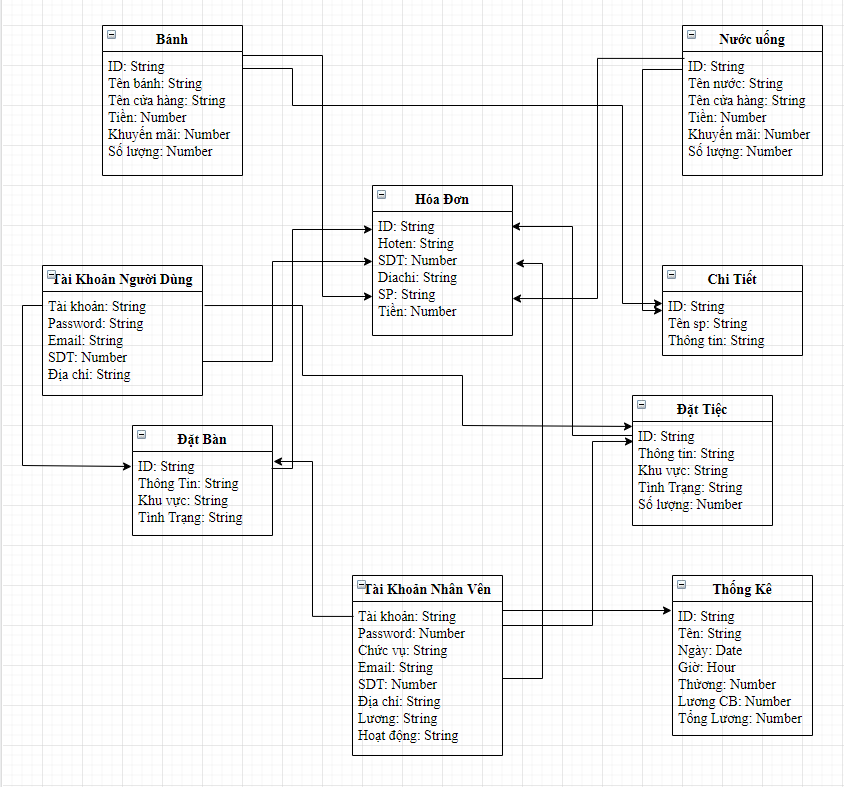 Bánh
ID: String
Tên bánh: String
Tên cửa hàng: String
Tiền: Number
Khuyến mãi: Number
Số lượng: Number
Nước uống
ID: String
Tên nước: String
Tên cửa hàng: String
Tiền: Number
Khuyến mãi: Number
Số lượng: Number
Hóa Đơn
ID: String
Hoten: String
SDT: Number
Diachi: String
SP: String
Tiền: Number
Tài Khoản Người Dùng
Tài khoản: String
Password: String
Email: String
SDT: Number
Địa chỉ: String
Chi Tiết
ID: String
Tên sp: String
Thông tin: String
Đặt Bàn
ID: String
Thông Tin: String
Khu vực: String
Tình Trạng: String
Đặt Tiệc
ID: String
Thông tin: String
Khu vực: String
Tình Trạng: String
Số lượng: Number
Tài Khoản Nhân Vên
Tài khoản: String
Password: Number
Chức vụ: String
Email: String
SDT: Number
Địa chỉ: String
Lương: String
Hoạt động: String
Thống Kê
ID: String
Tên: String
Ngày: Date
Giờ: Hour
Thưởng: Number
Lương CB: Number
Tổng Lương: Number